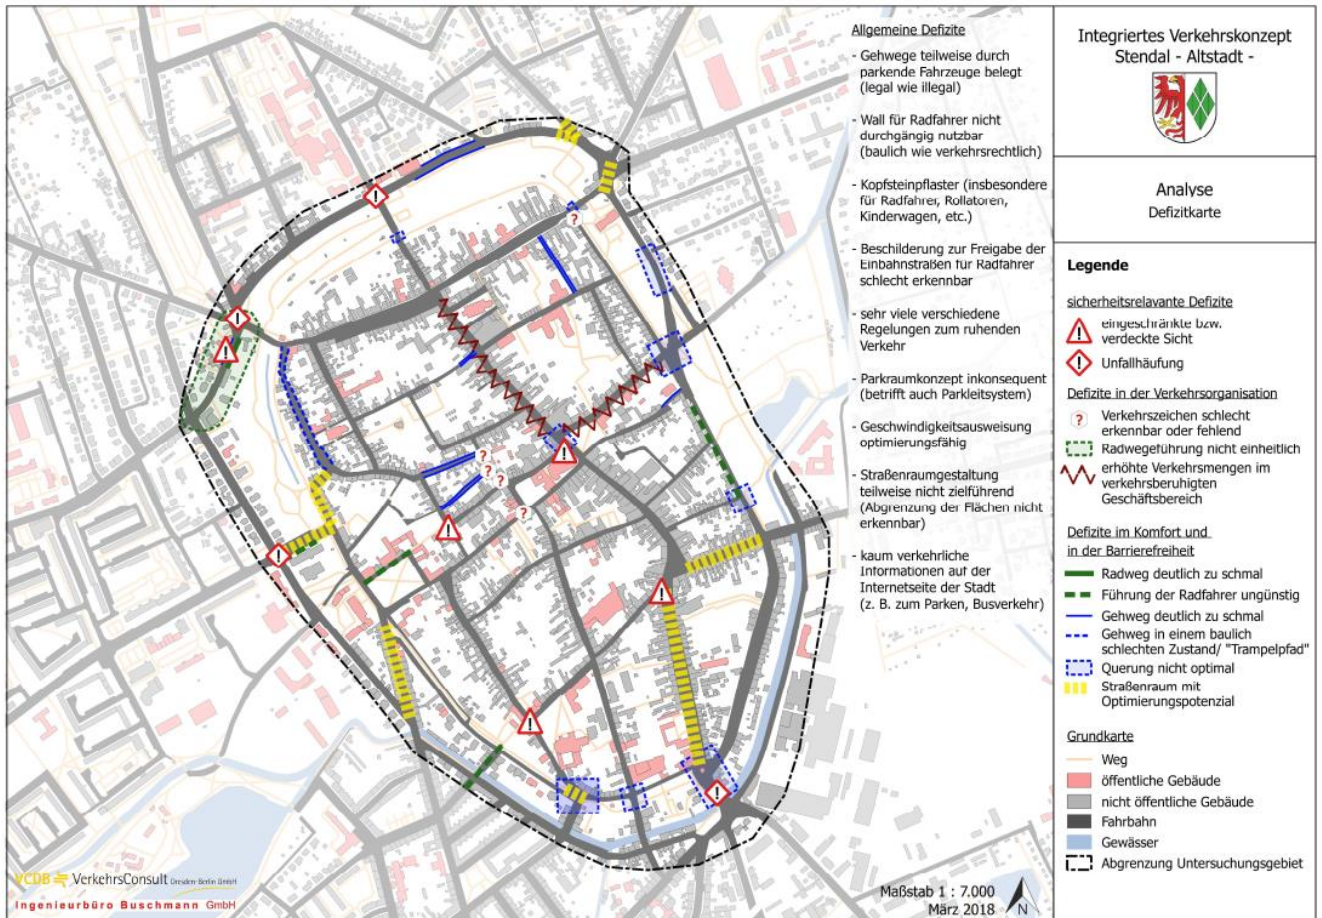 Allgemeine Defizite
- Gehwege teilweise durch
parkende Fahrzeuge belegt
(legal wie illegal)
- Wall für Radfahrer nicht
durchgängig nutzbar
(baulich wie verkehrsrechtlich)
- Kopfsteinpflaster (insbesondere
für Radfahrer, Rollatoren,
Kinderwagen, etc.)
- Beschilderung zur Freigabe der
Einbahnstraßen für Radfahrer
schlecht erkennbar
- sehr viele verschiedene
Regelungen zum ruhenden
Verkehr
- Parkraumkonzept inkonsequent
(betrifft auch Parkleitsystem)
- Geschwindigkeitsausweisung
optimierungsfähig
- Straßenraumgestaltung
teilweise nicht zielführend
(Abgrenzung der Flächen nicht
erkennbar)
- kaum verkehrliche
Informationen auf der
Internetseite der Stadt
(z. B. zum Parken, Busverkehr)
Integriertes Verkehrskonzept
Stendal - Altstadt -
Analyse
Defizitkarte
Legende
sicherheitsrelevante Defizite
eingeschränkte bzw.
verdeckte Sicht
Unfallhäufung
Defizite in der Verkehrsorganisation
Verkehrszeichen schlecht
erkennbar oder fehlend
Radwegeführung nicht einheitlich
erhöhte Verkehrsmengen im
verkehrsberuhigten
Geschäftsbereich
Defizite im Komfort und
in der Barrierefreiheit
Radweg deutlich zu schmal
Führung der Radfahrer ungünstig
Gehweg deutlich zu schmal
Gehweg in einem baulich
schlechten Zustand/ "Trampelpfad"
Querung nicht optimal
Straßenraum mit
Optimierungspotenzial
Grundkarte
Weg
öffentliche Gebäude
nicht öffentliche Gebäude
Fahrbahn
Gewässer
Abgrenzung Untersuchungsgebiet
VCDB VerkehrsConsult Dresden-Berlin GmbH
Ingenieurbüro Buschmann GmbH
Maßstab 1 : 7.000
März 2018
N